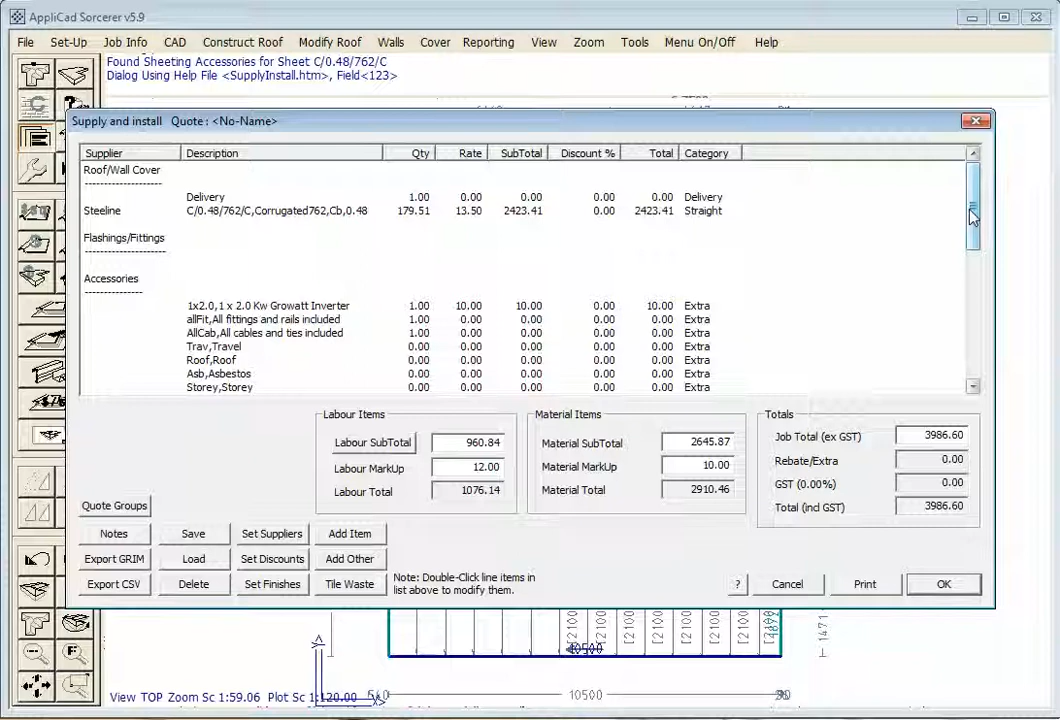 AppliCad Sorcerer v5.9
File Set-Up Job Info CAD Construct Roof Modify Roof Walls Cover Reporting View Zoom Tools Menu On/Off Help
Found Sheeting Accessories for Sheet C/0.48/762/C
Dialog Using Help File <SupplyInstall.htm>, Field<123>
Supply and install Quote : <No-Name>
Supplier Description Qty Rate SubTotal Discount % Total Category
Roof/Wall Cover
----------------
Delivery 1.00 0.00 0.00 0.00 0.00 Delivery
Steeline C/0.48/762/C,Corrugated762,Cb,0.48 179.51 13.50 2423.41 0.00 2423.41 Straight
Flashings/Fittings
-----------------
Accessories
------------
1x2.0,1 x 2.0 Kw Growatt Inverter 1.00 10.00 10.00 0.00 10.00 Extra
allFit,All fittings and rails included 1.00 0.00 0.00 0.00 0.00 Extra
AllCab,All cables and ties included 1.00 0.00 0.00 0.00 0.00 Extra
Trav,Travel 0.00 0.00 0.00 0.00 0.00 Extra
Roof,Roof 0.00 0.00 0.00 0.00 0.00 Extra
Asb,Asbestos 0.00 0.00 0.00 0.00 0.00 Extra
Storey,Storey 0.00 0.00 0.00 0.00 0.00 Extra
Labour Items
Labour SubTotal 960.84
Labour MarkUp 12.00
Labour Total 1076.14
Material Items
Material SubTotal 2645.87
Material MarkUp 10.00
Material Total 2910.46
Totals
Job Total (ex GST) 3986.60
Rebate/Extra 0.00
GST (0.00%) 0.00
Total (incl GST) 3986.60
Quote Groups
Notes Save Set Suppliers Add Item
Export GRIM Load Set Discounts Add Other
Export CSV Delete Set Finishes Tile Waste
Note: Double-Click line items in
list above to modify them.
? Cancel Print OK
[2100 [2100 [2100 [2100 [2100 [2100 [2100
1471
10500
10500
View TOP Zoom Sc 1:59.06 Plot Sc 1:120.00
X>